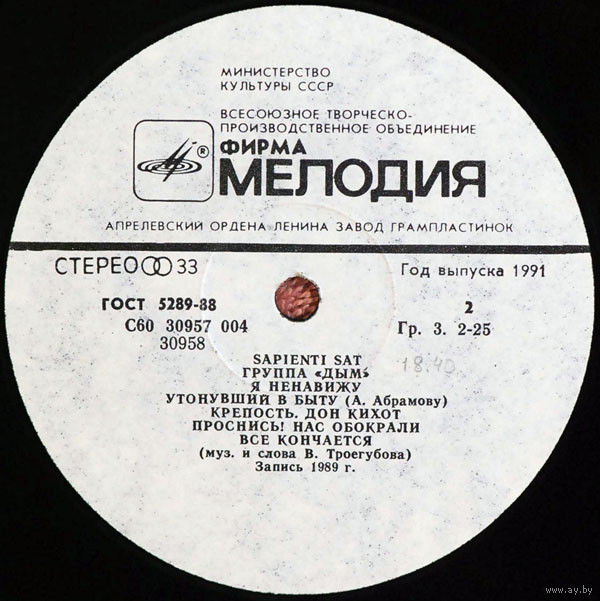 МИНИСТЕРСТВО
КУЛЬТУРЫ СССР
ВСЕСОЮЗНОЕ ТВОРЧЕСКО-
ПРОИЗВОДСТВЕННОЕ ОБЪЕДИНЕНИЕ
ФИРМА
®
МЕЛОДИЯ
АПРЕЛЕВСКИЙ ОРДЕНА ЛЕНИНА ЗАВОД ГРАМПЛАСТИНОК
СТЕРЕО 33
Год выпуска 1991
ГОСТ 5289-88
2
С60 30957 004
Гр. 3. 2-25
30958
18.40
SAPIENTI SAT
ГРУППА «ДЫМ»
Я НЕНАВИЖУ
УТОНУВШИЙ В БЫТУ (А. Абрамову)
КРЕПОСТЬ. ДОН КИХОТ
ПРОСНИСЬ! НАС ОБОКРАЛИ
ВСЕ КОНЧАЕТСЯ
(муз. и слова В. Троегубова)
Запись 1989 г.
www.ay.by